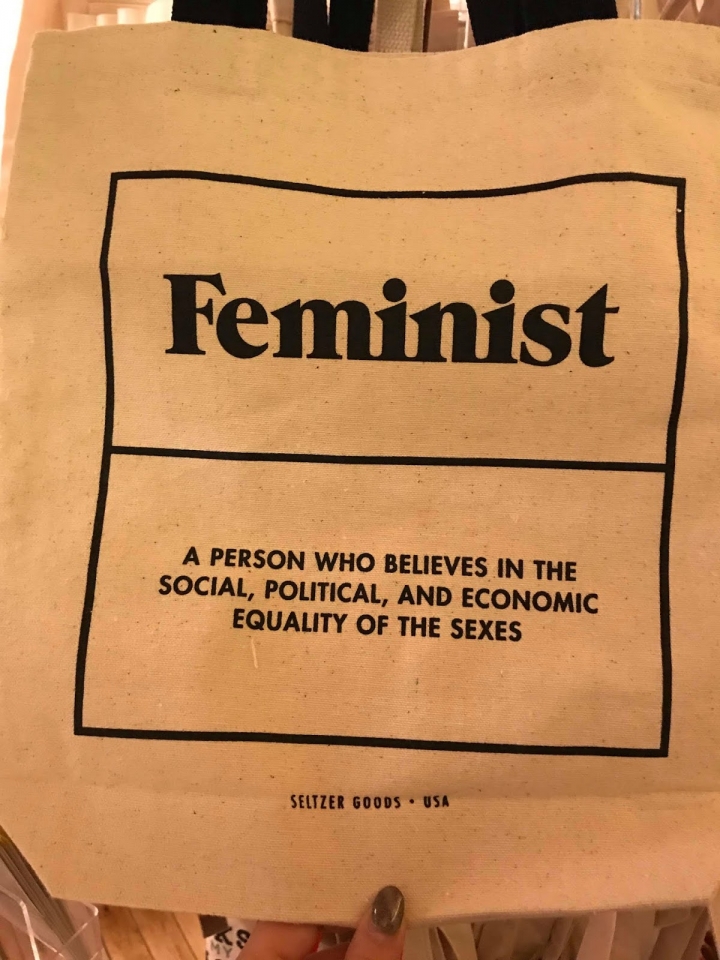 Feminist
A PERSON WHO BELIEVES IN THE
SOCIAL, POLITICAL, AND ECONOMIC
EQUALITY OF THE SEXES
SELTZER GOODS • USA